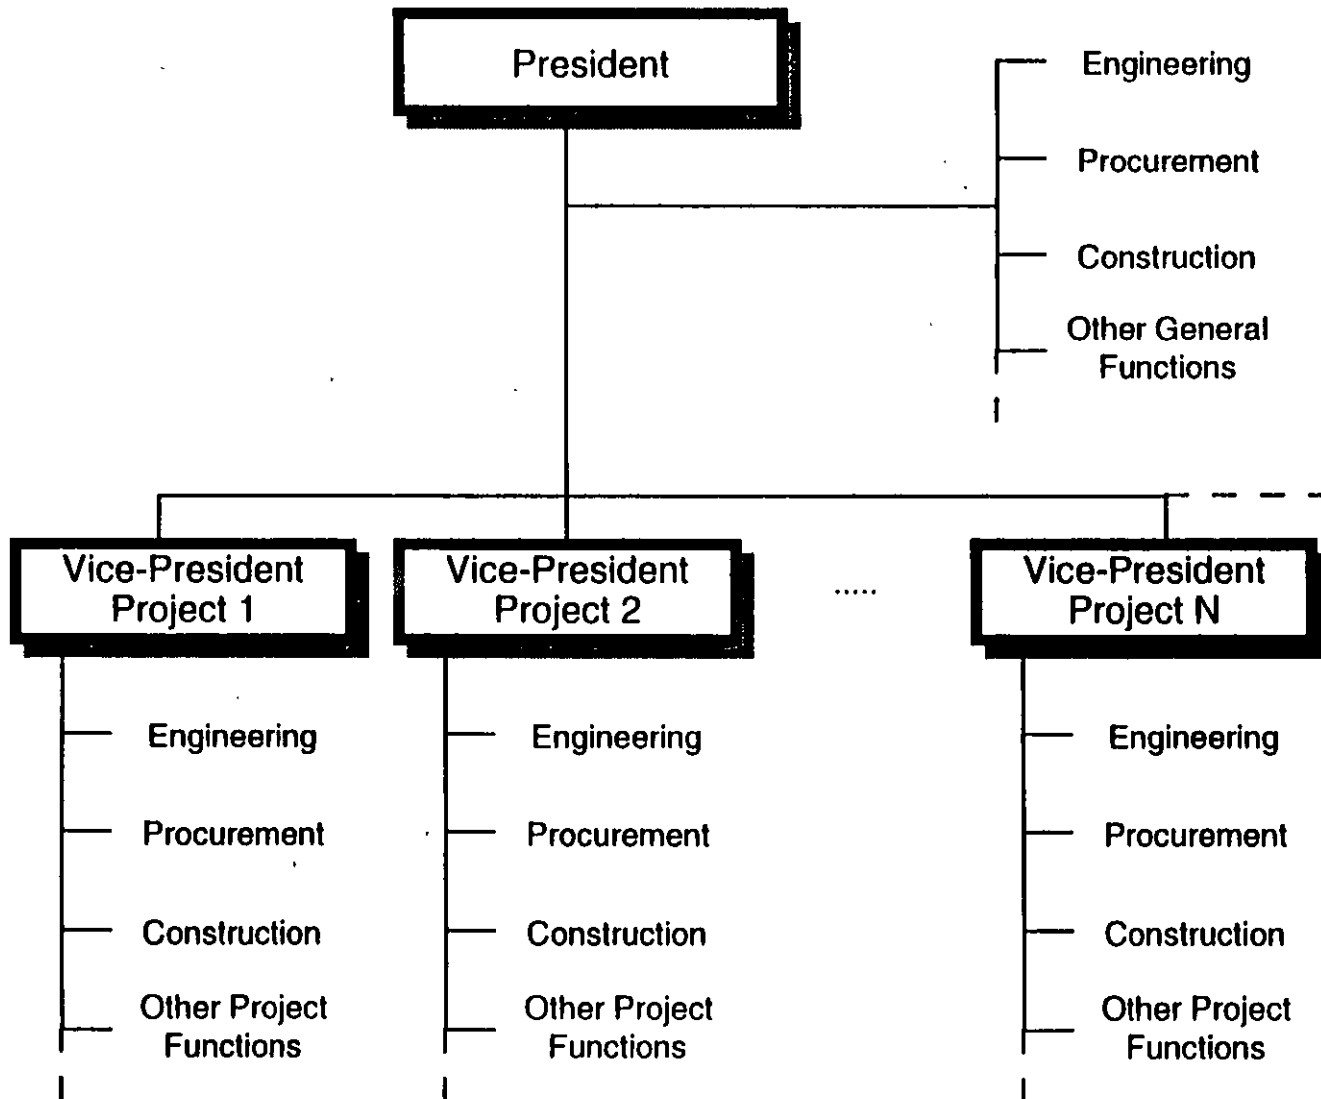 President
Engineering
Procurement
Construction
Other General
Functions
Vice-President
Project 1
Vice-President
Project 2
.....
Vice-President
Project N
Engineering
Procurement
Construction
Other Project
Functions
Engineering
Procurement
Construction
Other Project
Functions
Engineering
Procurement
Construction
Other Project
Functions